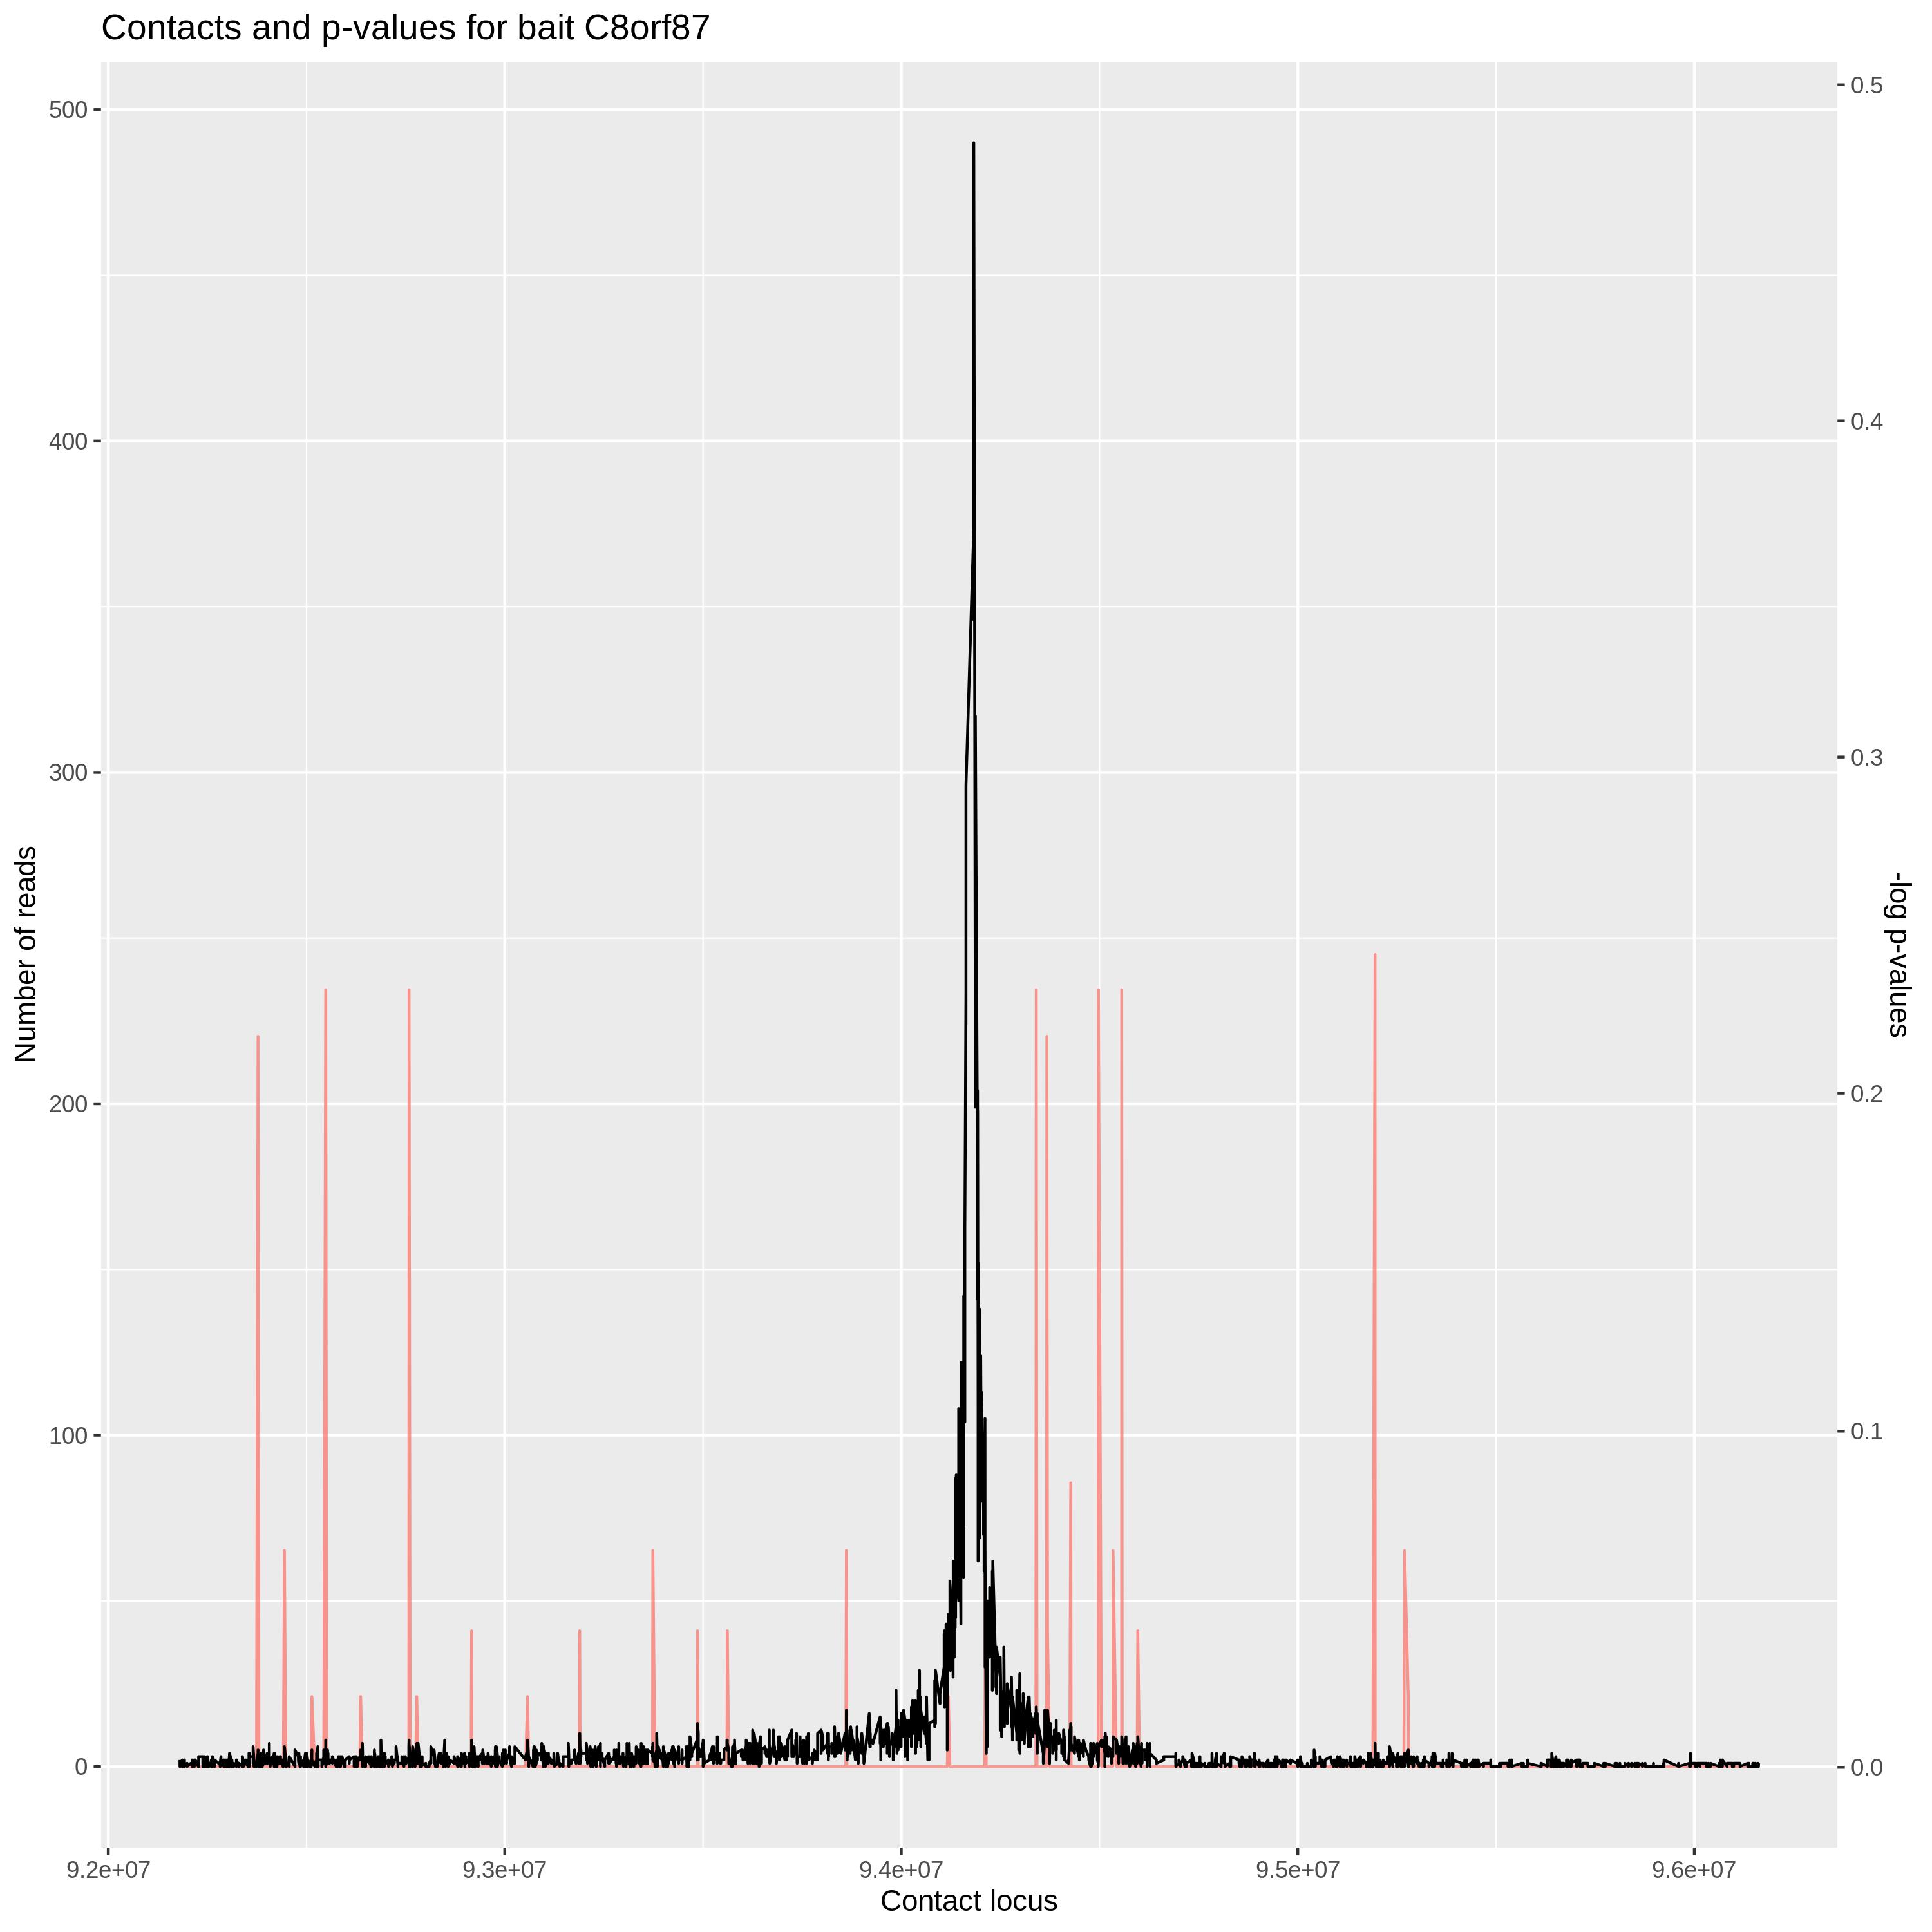 Contacts and p-values for bait C8orf87
500
400
300
200
100
0
Number of reads
0.5
0.4
0.3
0.2
0.1
0.0
-log p-values
9.2e+07
9.3e+07
9.4e+07
9.5e+07
9.6e+07
Contact locus